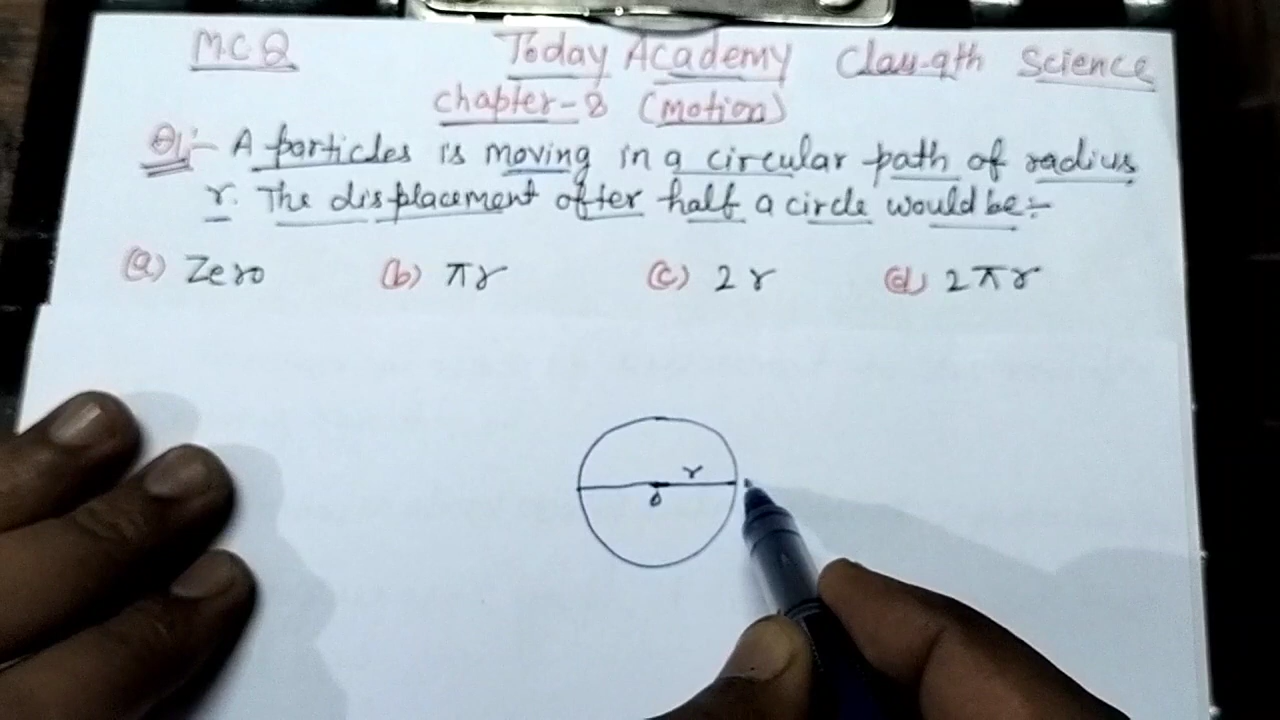 MCQ Today Academy Class-9th Science
Chapter-8 (Motion)
Q1:- A particles is moving in a circular path of radius
r. The displacement after half a circle would be:-
(a) Zero (b) πr (c) 2r (d) 2πr
r
O